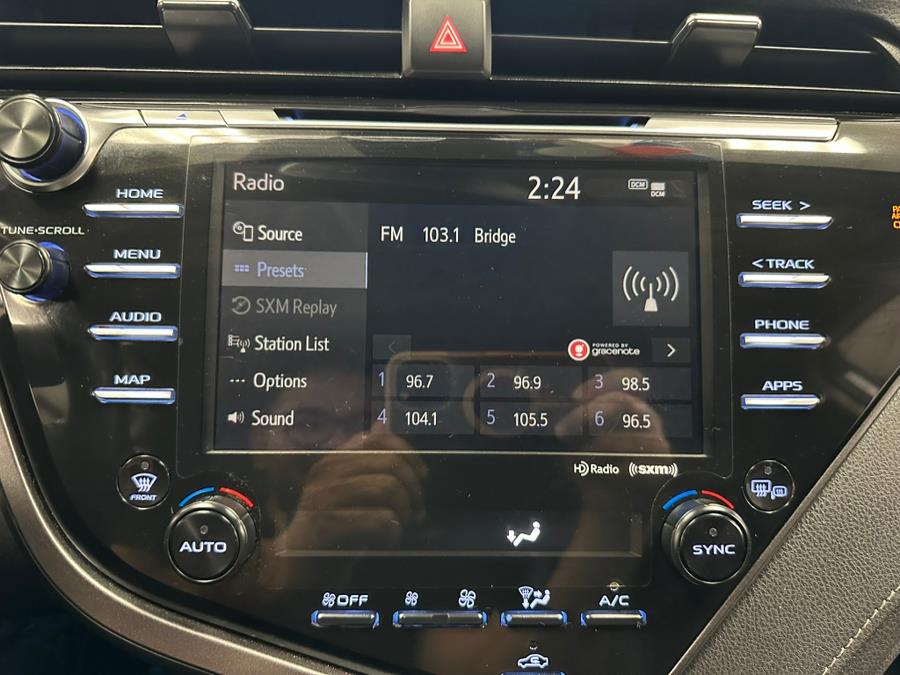 Radio 2:24 DCM DCM
HOME
TUNE•SCROLL
MENU
AUDIO
MAP
Source
Presets
SXM Replay
Station List
Options
Sound
FM 103.1 Bridge
POWERED BY
gracenote
1 96.7 2 96.9 3 98.5
4 104.1 5 105.5 6 96.5
SEEK >
< TRACK
PHONE
APPS
HD Radio ((sxm))
FRONT
AUTO
SYNC
OFF
A/C